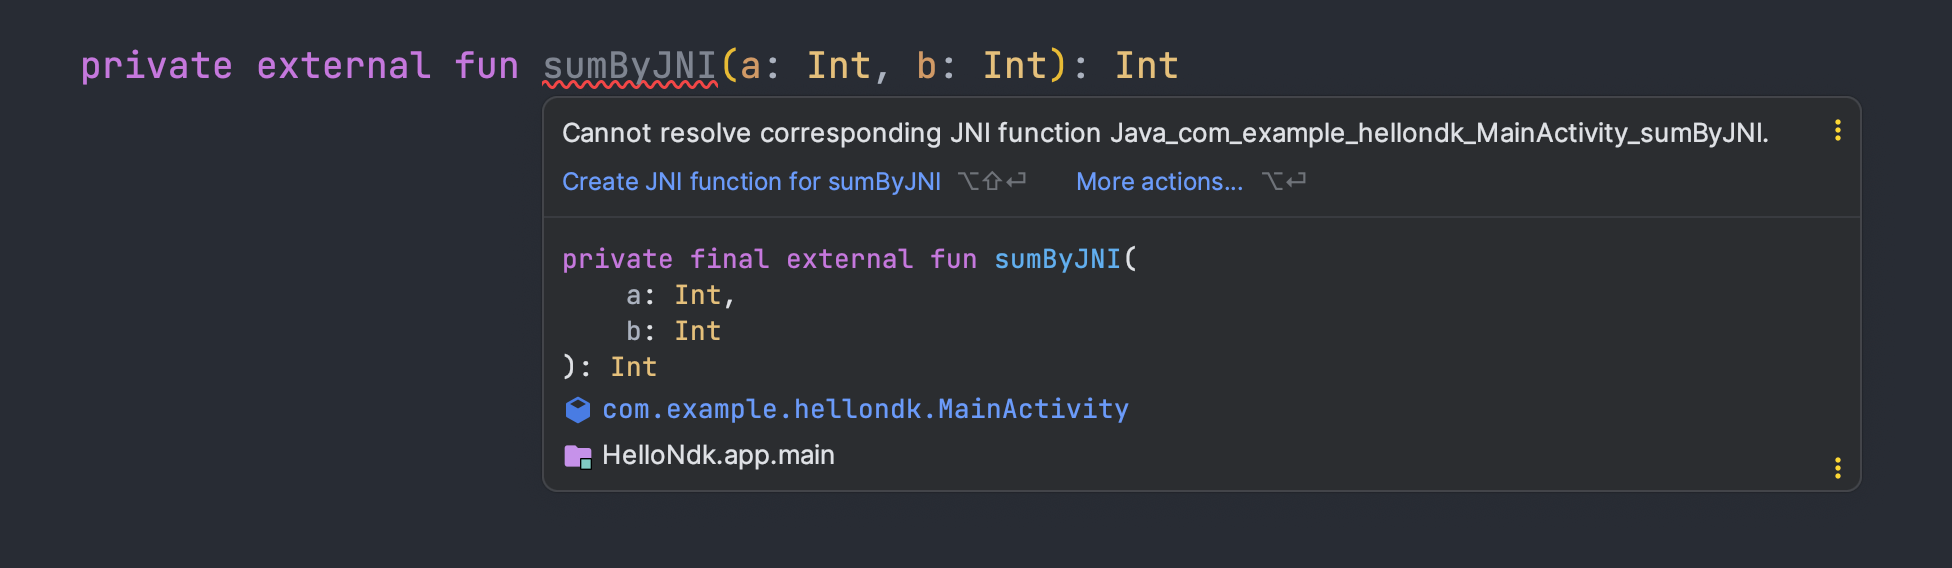 private external fun sumByJNI(a: Int, b: Int): Int
Cannot resolve corresponding JNI function Java_com_example_hellondk_MainActivity_sumByJNI.
Create JNI function for sumByJNI ⌥⇧⏎ More actions... ⌥⏎
private final external fun sumByJNI(
    a: Int,
    b: Int
): Int
com.example.hellondk.MainActivity
HelloNdk.app.main